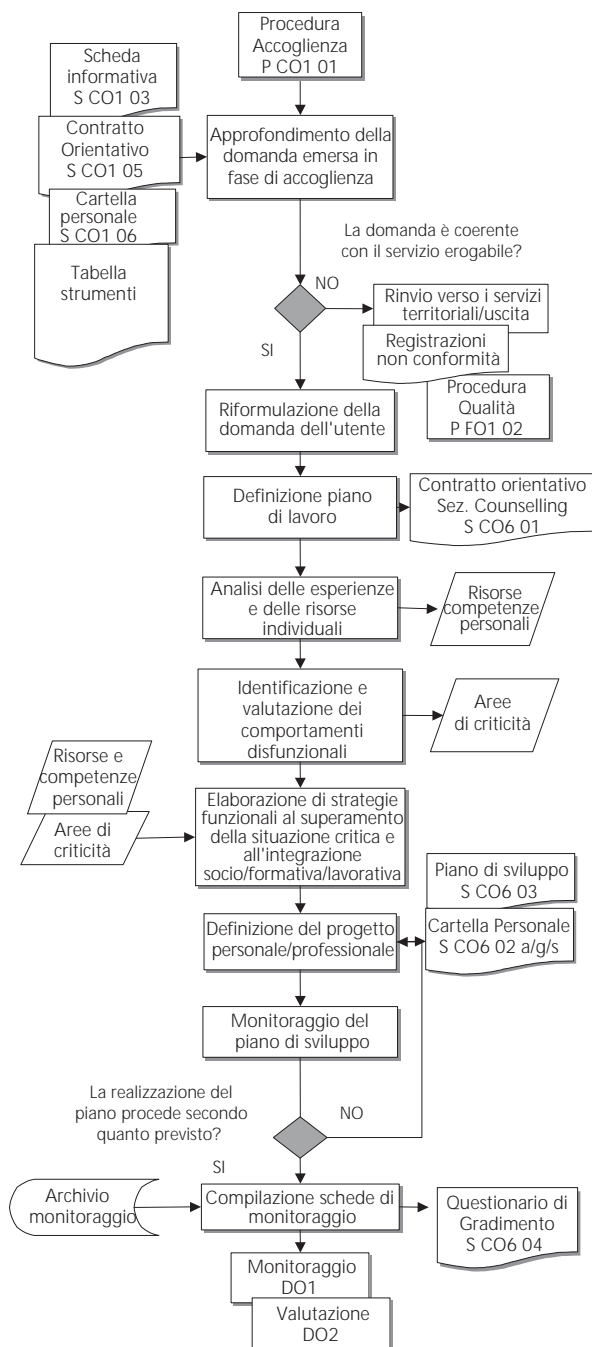 Procedura
Accoglienza
P CO1 01
Scheda
informativa
S CO1 03
Contratto
Orientativo
S CO1 05
Cartella
personale
S CO1 06
Tabella
strumenti
Approfondimento della
domanda emersa in
fase di accoglienza
La domanda è coerente
con il servizio erogabile?
NO
SI
Rinvio verso i servizi
territoriali/uscita
Registrazioni
non conformità
Procedura
Qualità
P FO1 02
Riformulazione della
domanda dell'utente
Definizione piano
di lavoro
Contratto orientativo
Sez. Counselling
S CO6 01
Analisi delle esperienze
e delle risorse
individuali
Risorse
competenze
personali
Identificazione e
valutazione dei
comportamenti
disfunzionali
Aree
di criticità
Risorse e
competenze
personali
Aree di
criticità
Elaborazione di strategie
funzionali al superamento
della situazione critica e
all'integrazione
socio/formativa/lavorativa
Piano di sviluppo
S CO6 03
Cartella Personale
S CO6 02 a/g/s
Definizione del progetto
personale/professionale
Monitoraggio del
piano di sviluppo
La realizzazione del
piano procede secondo
quanto previsto?
NO
SI
Archivio
monitoraggio
Compilazione schede di
monitoraggio
Questionario di
Gradimento
S CO6 04
Monitoraggio
DO1
Valutazione
DO2